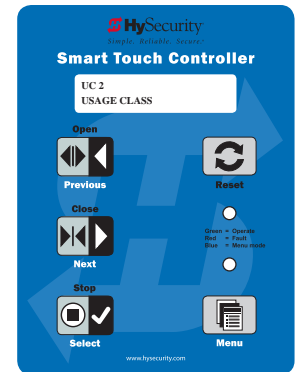 HySecurity
Simple. Reliable. Secure.
Smart Touch Controller
UC 2
USAGE CLASS
Open
Previous
Reset
Close
Next
Green = Operate
Red = Fault
Blue = Menu mode
Stop
Select
Menu
www.hysecurity.com